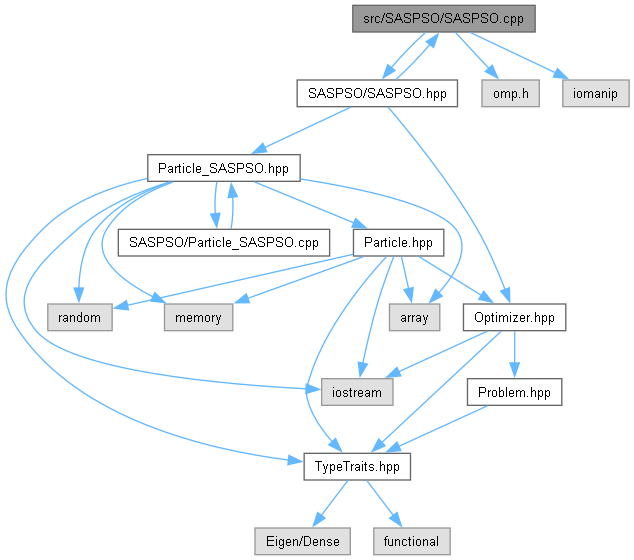 src/SASPSO/SASPSO.cpp
SASPSO/SASPSO.hpp
omp.h
iomanip
Particle_SASPSO.hpp
SASPSO/Particle_SASPSO.cpp
Particle.hpp
random
memory
array
Optimizer.hpp
iostream
Problem.hpp
TypeTraits.hpp
Eigen/Dense
functional